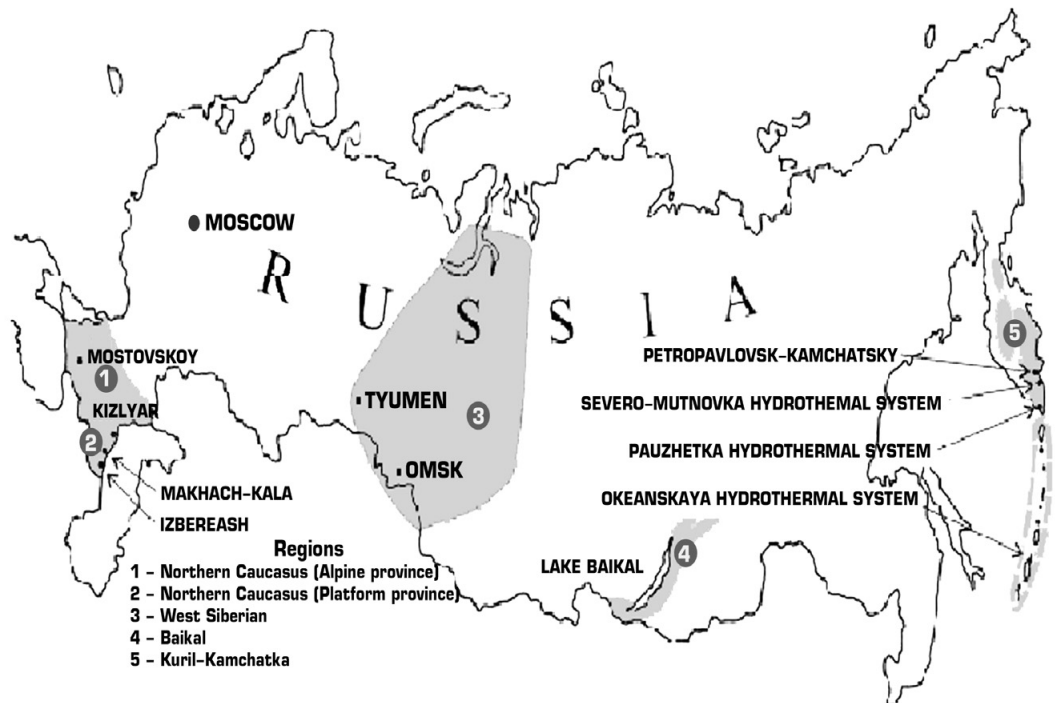 MOSCOW
RUSSIA
5
MOSTOVSKOY
1
PETROPAVLOVSK-KAMCHATSKY
TYUMEN
3
SEVERO-MUTNOVKA HYDROTHEMAL SYSTEM
KIZLYAR
2
PAUZHETKA HYDROTHERMAL SYSTEM
OMSK
MAKHACH-KALA
OKEANSKAYA HYDROTHERMAL SYSTEM
IZBEREASH
4
LAKE BAIKAL
Regions
1 - Northern Caucasus (Alpine province)
2 - Northern Caucasus (Platform province)
3 - West Siberian
4 - Baikal
5 - Kuril-Kamchatka